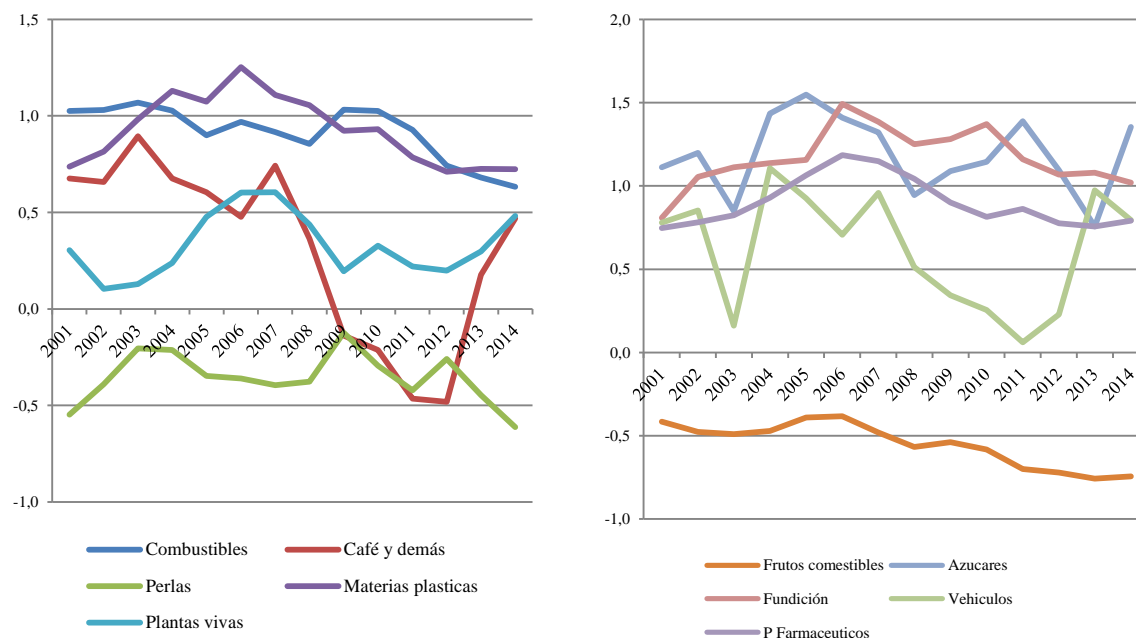 1,5
1,0
0,5
0,0
-0,5
-1,0
2001 2002 2003 2004 2005 2006 2007 2008 2009 2010 2011 2012 2013 2014
Combustibles Café y demás
Perlas Materias plasticas
Plantas vivas
2,0
1,5
1,0
0,5
0,0
-0,5
-1,0
2001 2002 2003 2004 2005 2006 2007 2008 2009 2010 2011 2012 2013 2014
Frutos comestibles Azucares
Fundición Vehiculos
P Farmaceuticos